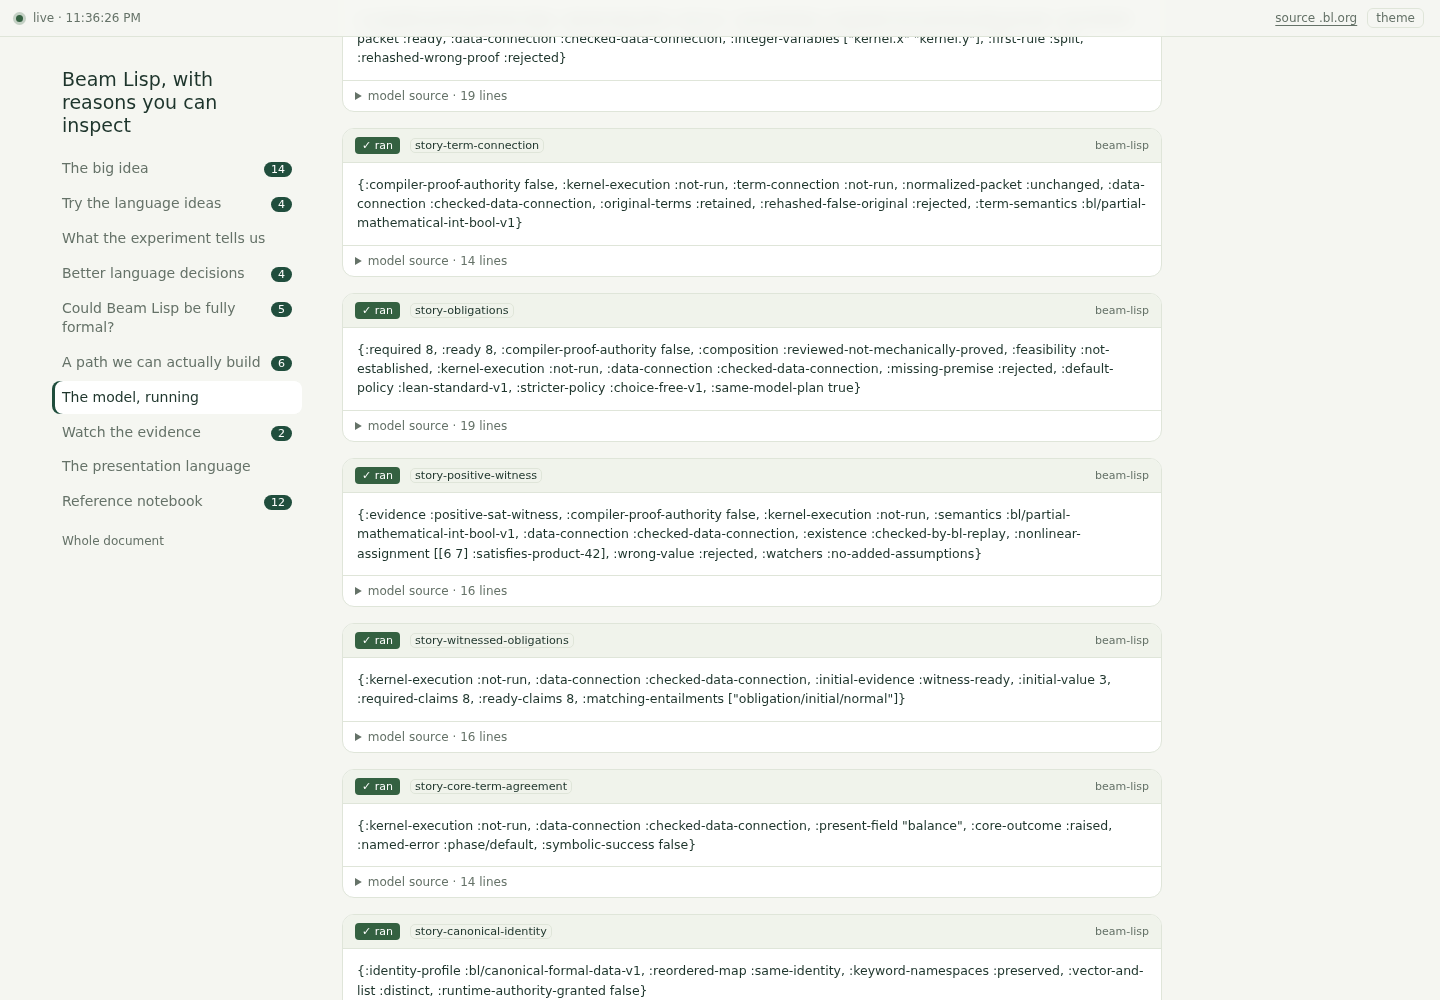 live · 11:36:26 PM
source .bl.org
theme
Beam Lisp, with
reasons you can
inspect
The big idea 14
Try the language ideas 4
What the experiment tells us
Better language decisions 4
Could Beam Lisp be fully 5
formal?
A path we can actually build 6
The model, running
Watch the evidence 2
The presentation language
Reference notebook 12
Whole document
packet :ready, :data-connection :checked-data-connection, :integer-variables ["kernel.x" "kernel.y"], :first-rule :split,
:rehashed-wrong-proof :rejected}
▶ model source · 19 lines
✓ ran story-term-connection beam-lisp
{:compiler-proof-authority false, :kernel-execution :not-run, :term-connection :not-run, :normalized-packet :unchanged, :data-
connection :checked-data-connection, :original-terms :retained, :rehashed-false-original :rejected, :term-semantics :bl/partial-
mathematical-int-bool-v1}
▶ model source · 14 lines
✓ ran story-obligations beam-lisp
{:required 8, :ready 8, :compiler-proof-authority false, :composition :reviewed-not-mechanically-proved, :feasibility :not-
established, :kernel-execution :not-run, :data-connection :checked-data-connection, :missing-premise :rejected, :default-
policy :lean-standard-v1, :stricter-policy :choice-free-v1, :same-model-plan true}
▶ model source · 19 lines
✓ ran story-positive-witness beam-lisp
{:evidence :positive-sat-witness, :compiler-proof-authority false, :kernel-execution :not-run, :semantics :bl/partial-
mathematical-int-bool-v1, :data-connection :checked-data-connection, :existence :checked-by-bl-replay, :nonlinear-
assignment [[6 7] :satisfies-product-42], :wrong-value :rejected, :watchers :no-added-assumptions}
▶ model source · 16 lines
✓ ran story-witnessed-obligations beam-lisp
{:kernel-execution :not-run, :data-connection :checked-data-connection, :initial-evidence :witness-ready, :initial-value 3,
:required-claims 8, :ready-claims 8, :matching-entailments ["obligation/initial/normal"]}
▶ model source · 16 lines
✓ ran story-core-term-agreement beam-lisp
{:kernel-execution :not-run, :data-connection :checked-data-connection, :present-field "balance", :core-outcome :raised,
:named-error :phase/default, :symbolic-success false}
▶ model source · 14 lines
✓ ran story-canonical-identity beam-lisp
{:identity-profile :bl/canonical-formal-data-v1, :reordered-map :same-identity, :keyword-namespaces :preserved, :vector-and-
list :distinct, :runtime-authority-granted false}